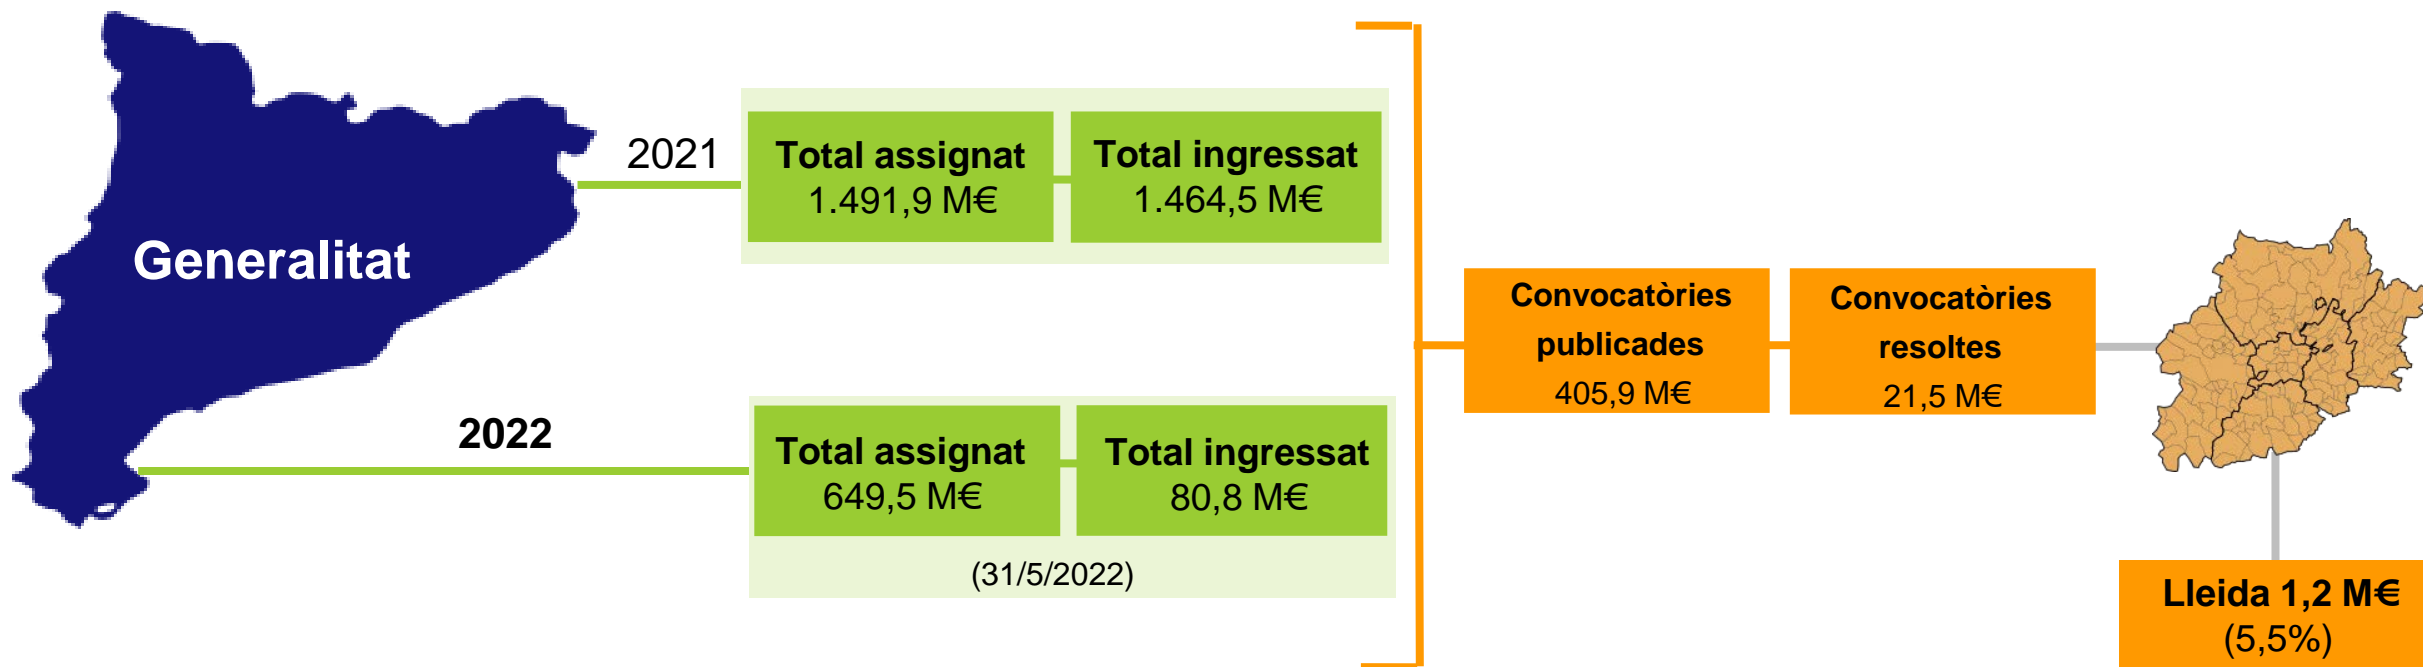 Generalitat
2021
Total assignat
1.491,9 M€
Total ingressat
1.464,5 M€
2022
Total assignat
649,5 M€
Total ingressat
80,8 M€
(31/5/2022)
Convocatòries
publicades
405,9 M€
Convocatòries
resoltes
21,5 M€
Lleida 1,2 M€
(5,5%)